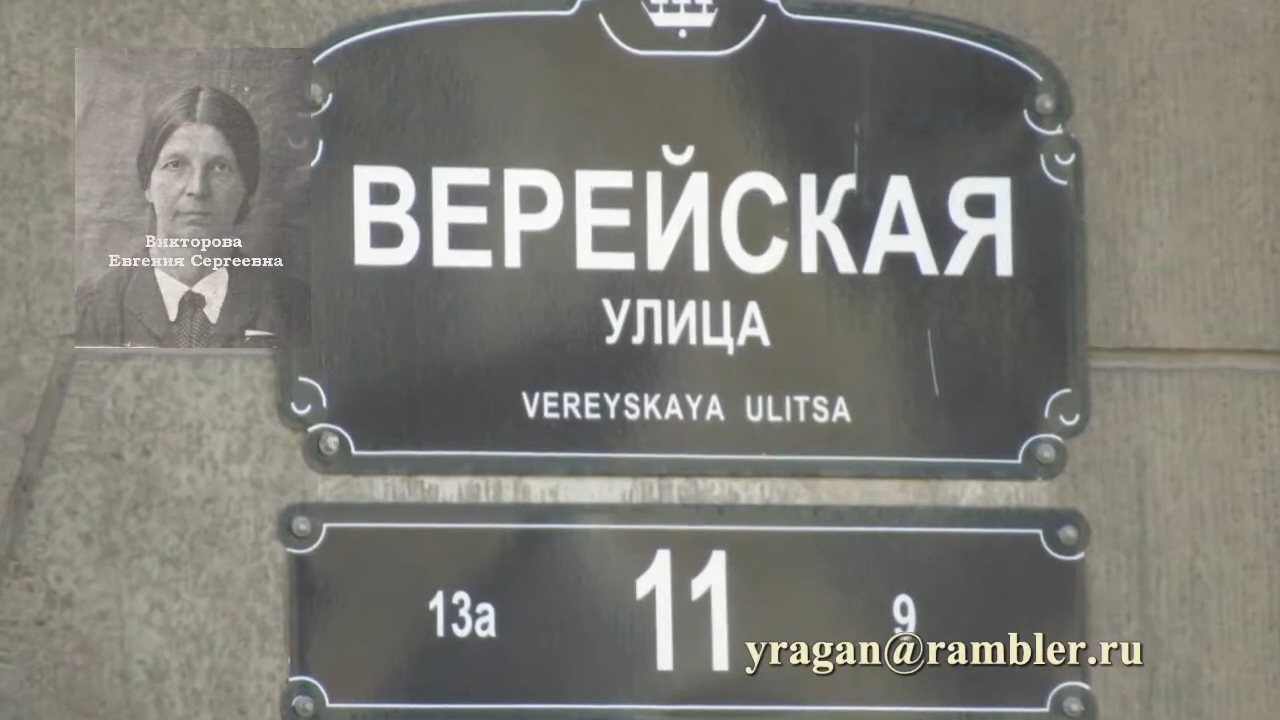 Викторова
Евгения Сергеевна
ВЕРЕЙСКАЯ
УЛИЦА
VEREYSKAYA ULITSA
13а 11 9
yragan@rambler.ru